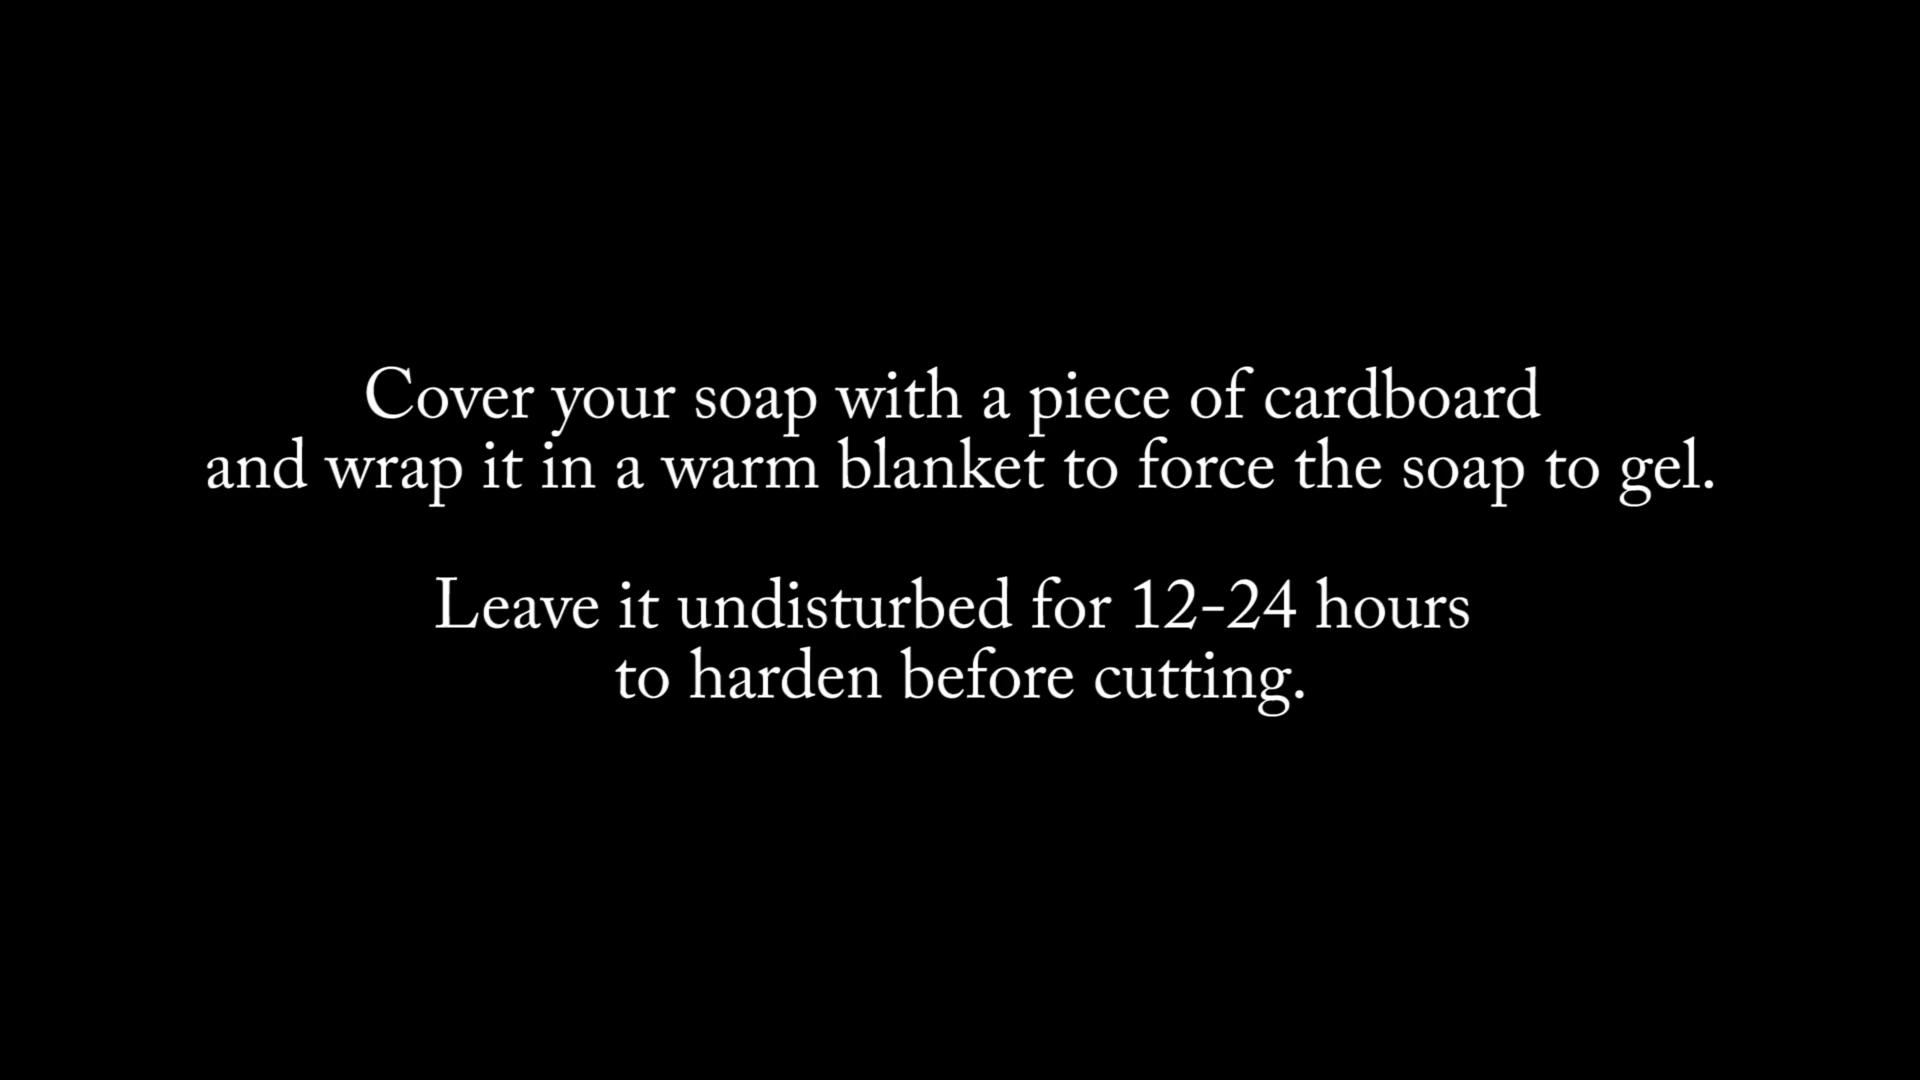 Cover your soap with a piece of cardboard
and wrap it in a warm blanket to force the soap to gel.
Leave it undisturbed for 12-24 hours
to harden before cutting.